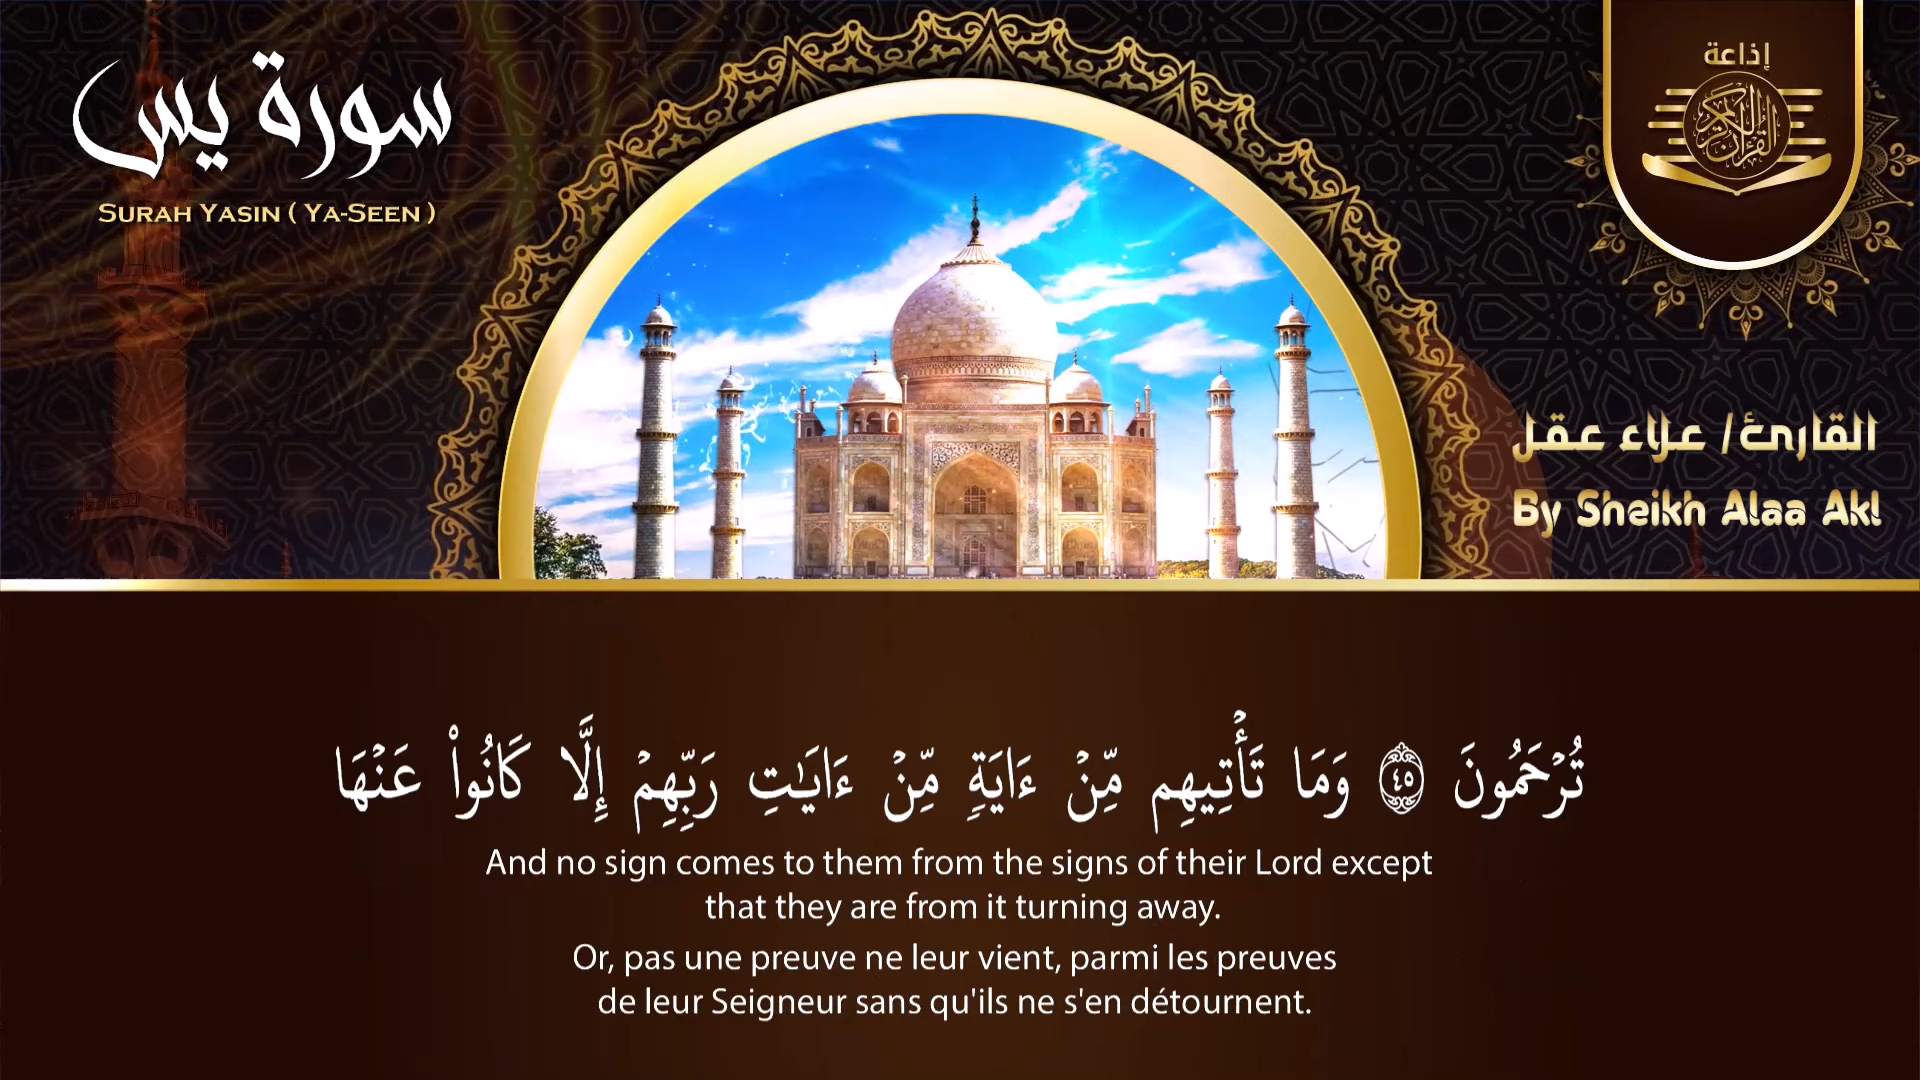 سورة يس
SURAH YASIN ( YA-SEEN )
إذاعة
القرآن الكريم
القارئ/ علاء عقل
By Sheikh Alaa Akl
تُرْحَمُونَ ٤٥ وَمَا تَأْتِيهِم مِّنْ ءَايَةٍ مِّنْ ءَايَٰتِ رَبِّهِمْ إِلَّا كَانُوا۟ عَنْهَا
And no sign comes to them from the signs of their Lord except
that they are from it turning away.
Or, pas une preuve ne leur vient, parmi les preuves
de leur Seigneur sans qu'ils ne s'en détournent.